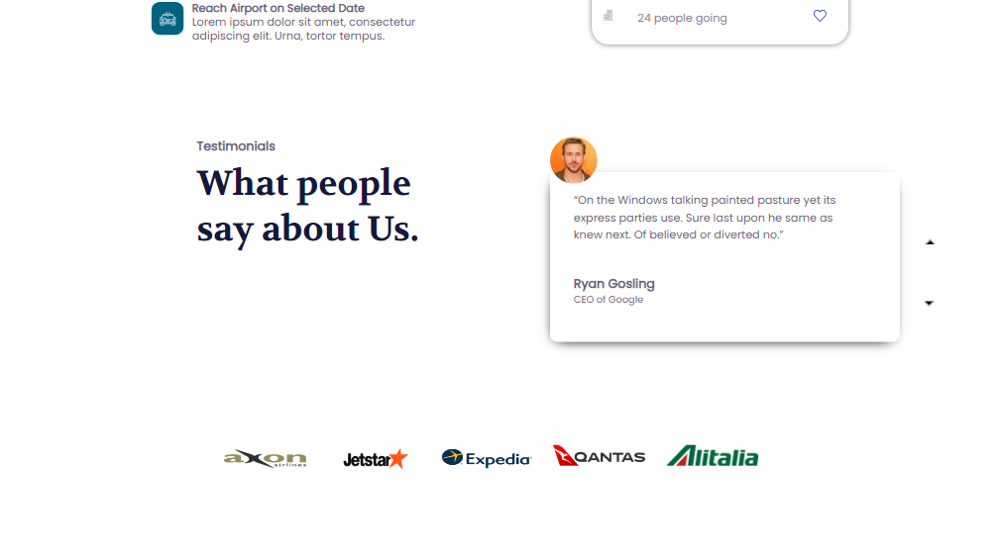 Reach Airport on Selected Date
Lorem ipsum dolor sit amet, consectetur
adipiscing elit. Urna, tortor tempus.
24 people going
Testimonials
What people
say about Us.
“On the Windows talking painted pasture yet its
express parties use. Sure last upon he same as
knew next. Of believed or diverted no.”
Ryan Gosling
CEO of Google
axon
airlines
Jetstar
Expedia
QANTAS
Alitalia